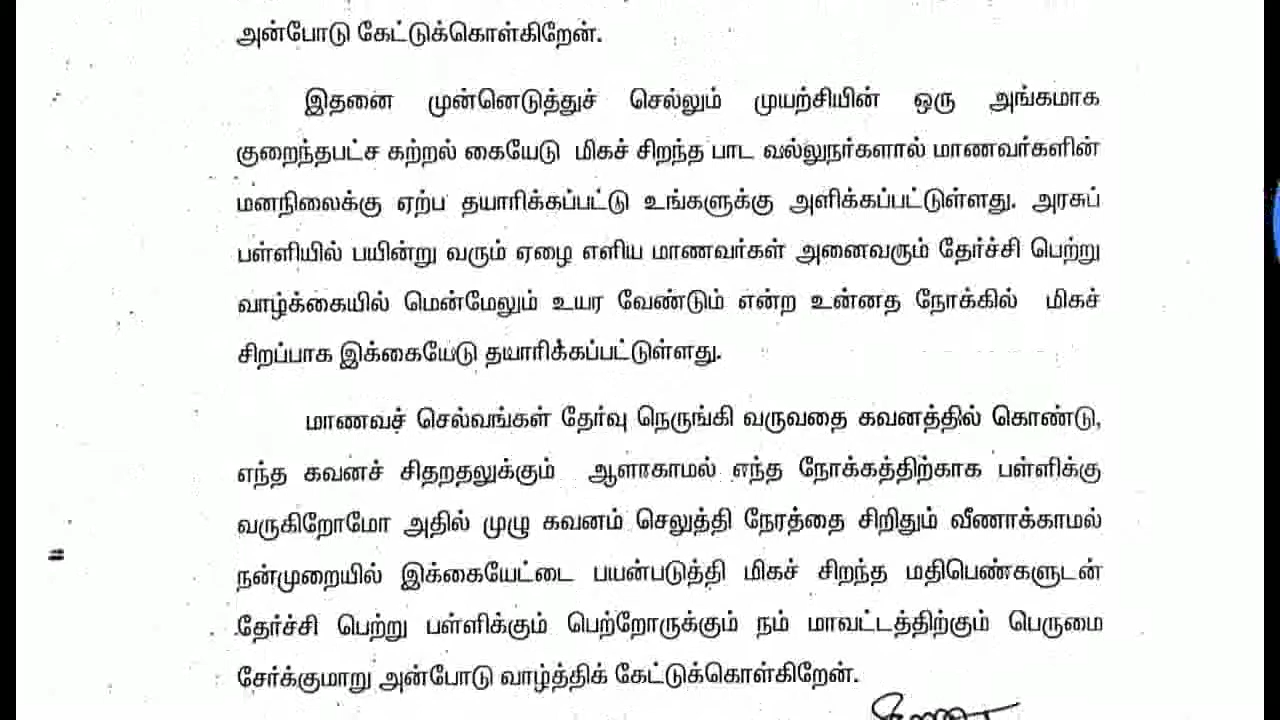 அன்போடு கேட்டுக்கொள்கிறேன்.
இதனை முன்னெடுத்துச் செல்லும் முயற்சியின் ஒரு அங்கமாக
குறைந்தபட்ச கற்றல் கையேடு மிகச் சிறந்த பாட வல்லுநர்களால் மாணவர்களின்
மனநிலைக்கு ஏற்ப தயாரிக்கப்பட்டு உங்களுக்கு அளிக்கப்பட்டுள்ளது. அரசுப்
பள்ளியில் பயின்று வரும் ஏழை எளிய மாணவர்கள் அனைவரும் தேர்ச்சி பெற்று
வாழ்க்கையில் மென்மேலும் உயர வேண்டும் என்ற உன்னத நோக்கில் மிகச்
சிறப்பாக இக்கையேடு தயாரிக்கப்பட்டுள்ளது.
மாணவச் செல்வங்கள் தேர்வு நெருங்கி வருவதை கவனத்தில் கொண்டு,
எந்த கவனச் சிதறதலுக்கும் ஆளாகாமல் எந்த நோக்கத்திற்காக பள்ளிக்கு
வருகிறோமோ அதில் முழு கவனம் செலுத்தி நேரத்தை சிறிதும் வீணாக்காமல்
நன்முறையில் இக்கையேட்டை பயன்படுத்தி மிகச் சிறந்த மதிபெண்களுடன்
தேர்ச்சி பெற்று பள்ளிக்கும் பெற்றோருக்கும் நம் மாவட்டத்திற்கும் பெருமை
சேர்க்குமாறு அன்போடு வாழ்த்திக் கேட்டுக்கொள்கிறேன்.